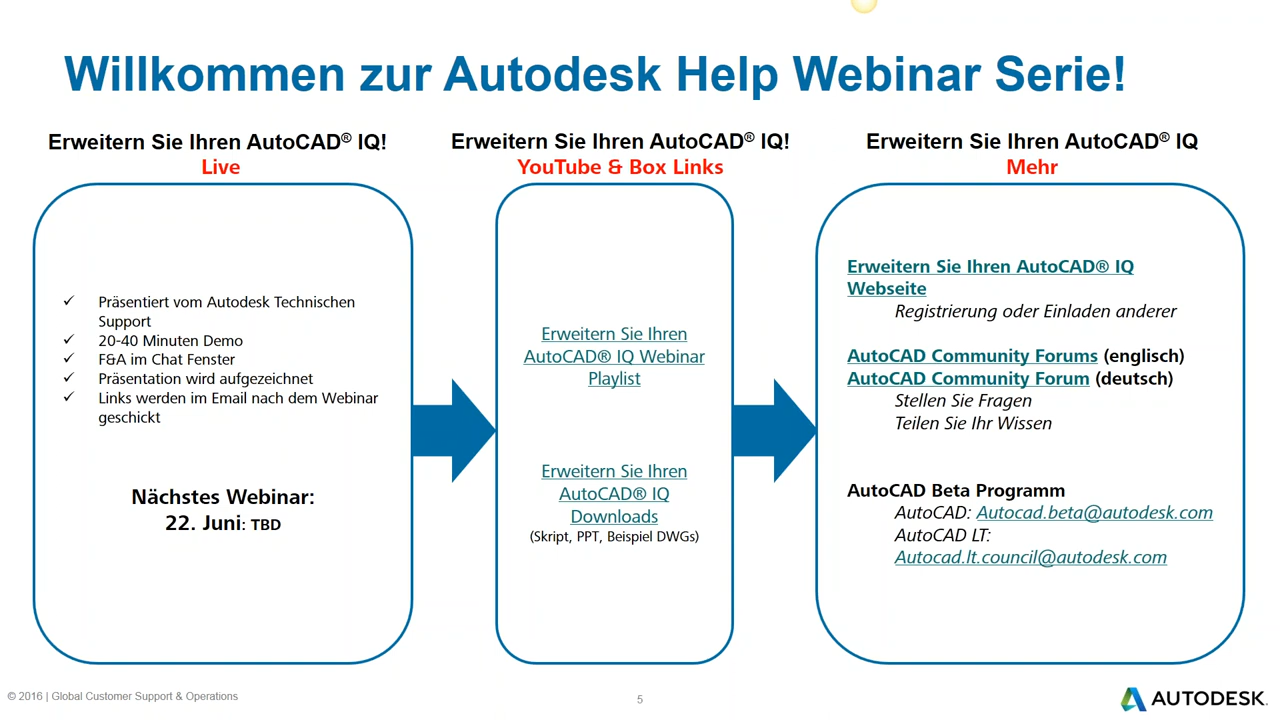 Willkommen zur Autodesk Help Webinar Serie!
Erweitern Sie Ihren AutoCAD® IQ!
Live
Präsentiert vom Autodesk Technischen
Support
20-40 Minuten Demo
F&A im Chat Fenster
Präsentation wird aufgezeichnet
Links werden im Email nach dem Webinar
geschickt
Nächstes Webinar:
22. Juni: TBD
Erweitern Sie Ihren AutoCAD® IQ!
YouTube & Box Links
Erweitern Sie Ihren
AutoCAD® IQ Webinar
Playlist
Erweitern Sie Ihren
AutoCAD® IQ
Downloads
(Skript, PPT, Beispiel DWGs)
Erweitern Sie Ihren AutoCAD® IQ
Mehr
Erweitern Sie Ihren AutoCAD® IQ
Webseite
Registrierung oder Einladen anderer
AutoCAD Community Forums (englisch)
AutoCAD Community Forum (deutsch)
Stellen Sie Fragen
Teilen Sie Ihr Wissen
AutoCAD Beta Programm
AutoCAD: Autocad.beta@autodesk.com
AutoCAD LT:
Autocad.lt.council@autodesk.com
© 2016 | Global Customer Support & Operations
5
AUTODESK.